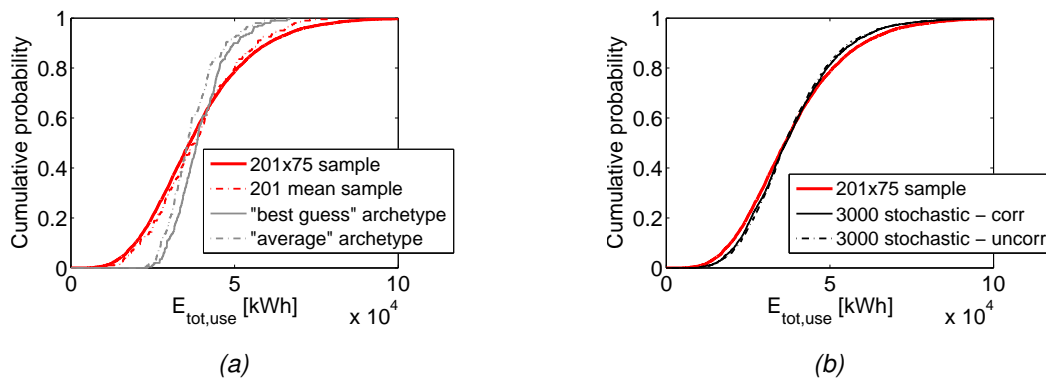 1
0.8
0.6
0.4
0.2
0
Cumulative probability
201x75 sample
201 mean sample
"best guess" archetype
"average" archetype
0 5 10
E_tot,use [kWh]
x 10^4
(a)
1
0.8
0.6
0.4
0.2
0
Cumulative probability
201x75 sample
3000 stochastic − corr
3000 stochastic − uncorr
0 5 10
E_tot,use [kWh]
x 10^4
(b)